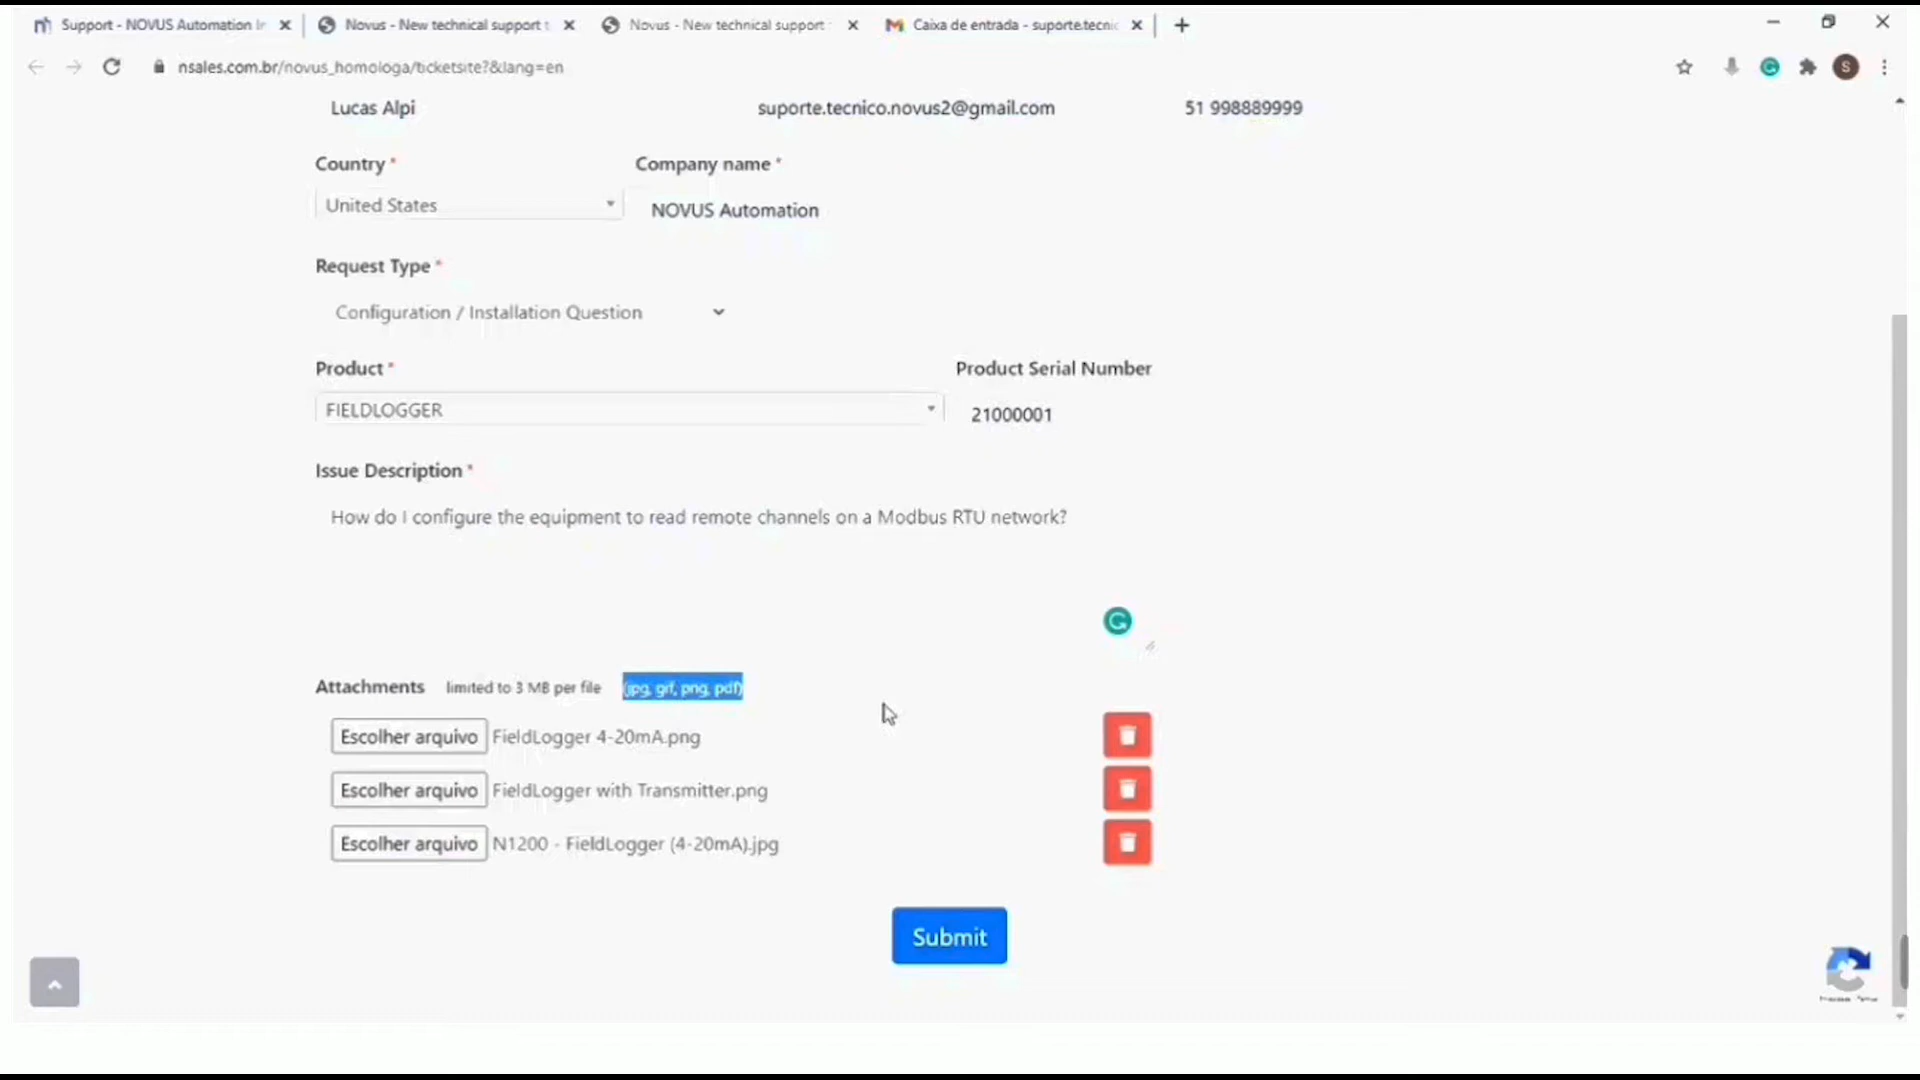 Support - NOVUS Automation In
Novus - New technical support t
Novus - New technical support
Caixa de entrada - suporte.tecnic
nsales.com.br/novus_homologa/ticketsite?&lang=en
S
Lucas Alpi
suporte.tecnico.novus2@gmail.com
51 998889999
Country *
Company name *
United States
NOVUS Automation
Request Type *
Configuration / Installation Question
Product *
Product Serial Number
FIELDLOGGER
21000001
Issue Description *
How do I configure the equipment to read remote channels on a Modbus RTU network?
Attachments limited to 3 MB per file (jpg, gif, png, pdf)
Escolher arquivo FieldLogger 4-20mA.png
Escolher arquivo FieldLogger with Transmitter.png
Escolher arquivo N1200 - FieldLogger (4-20mA).jpg
Submit